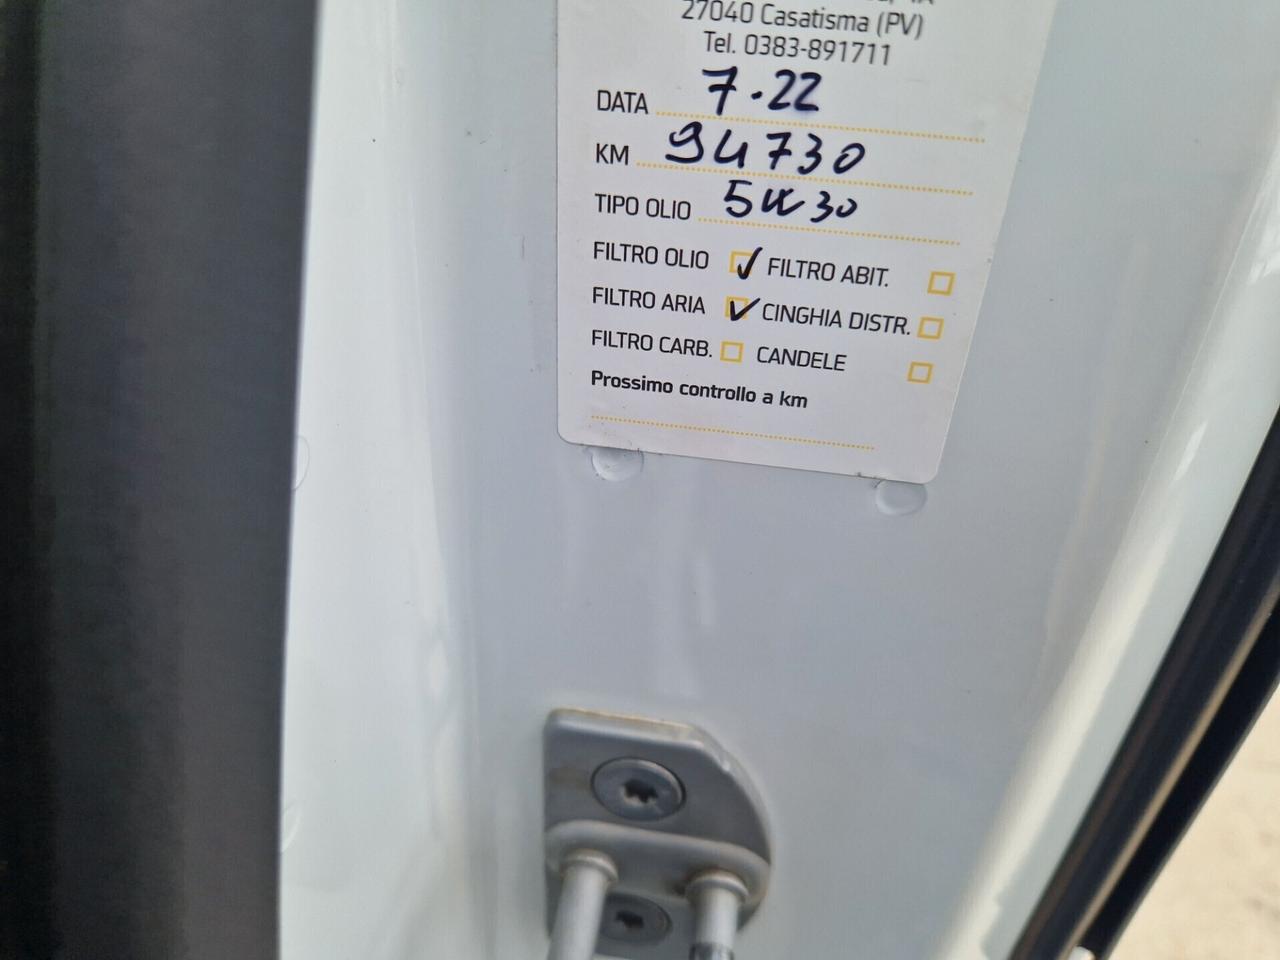 27040 Casatisma (PV)
Tel. 0383-891711
DATA 7.22
KM 94730
TIPO OLIO 5W30
FILTRO OLIO ✓ FILTRO ABIT.
FILTRO ARIA ✓ CINGHIA DISTR.
FILTRO CARB. CANDELE
Prossimo controllo a km